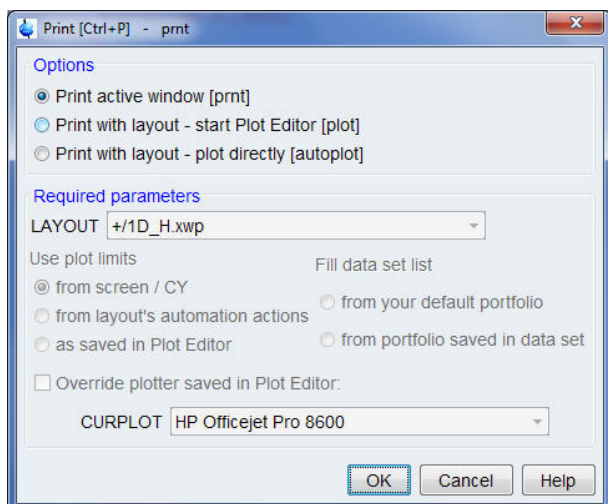 Print [Ctrl+P] - prnt
Options
Print active window [prnt]
Print with layout - start Plot Editor [plot]
Print with layout - plot directly [autoplot]
Required parameters
LAYOUT +/1D_H.xwp
Use plot limits
from screen / CY
from layout's automation actions
as saved in Plot Editor
Fill data set list
from your default portfolio
from portfolio saved in data set
Override plotter saved in Plot Editor:
CURPLOT HP Officejet Pro 8600
OK Cancel Help